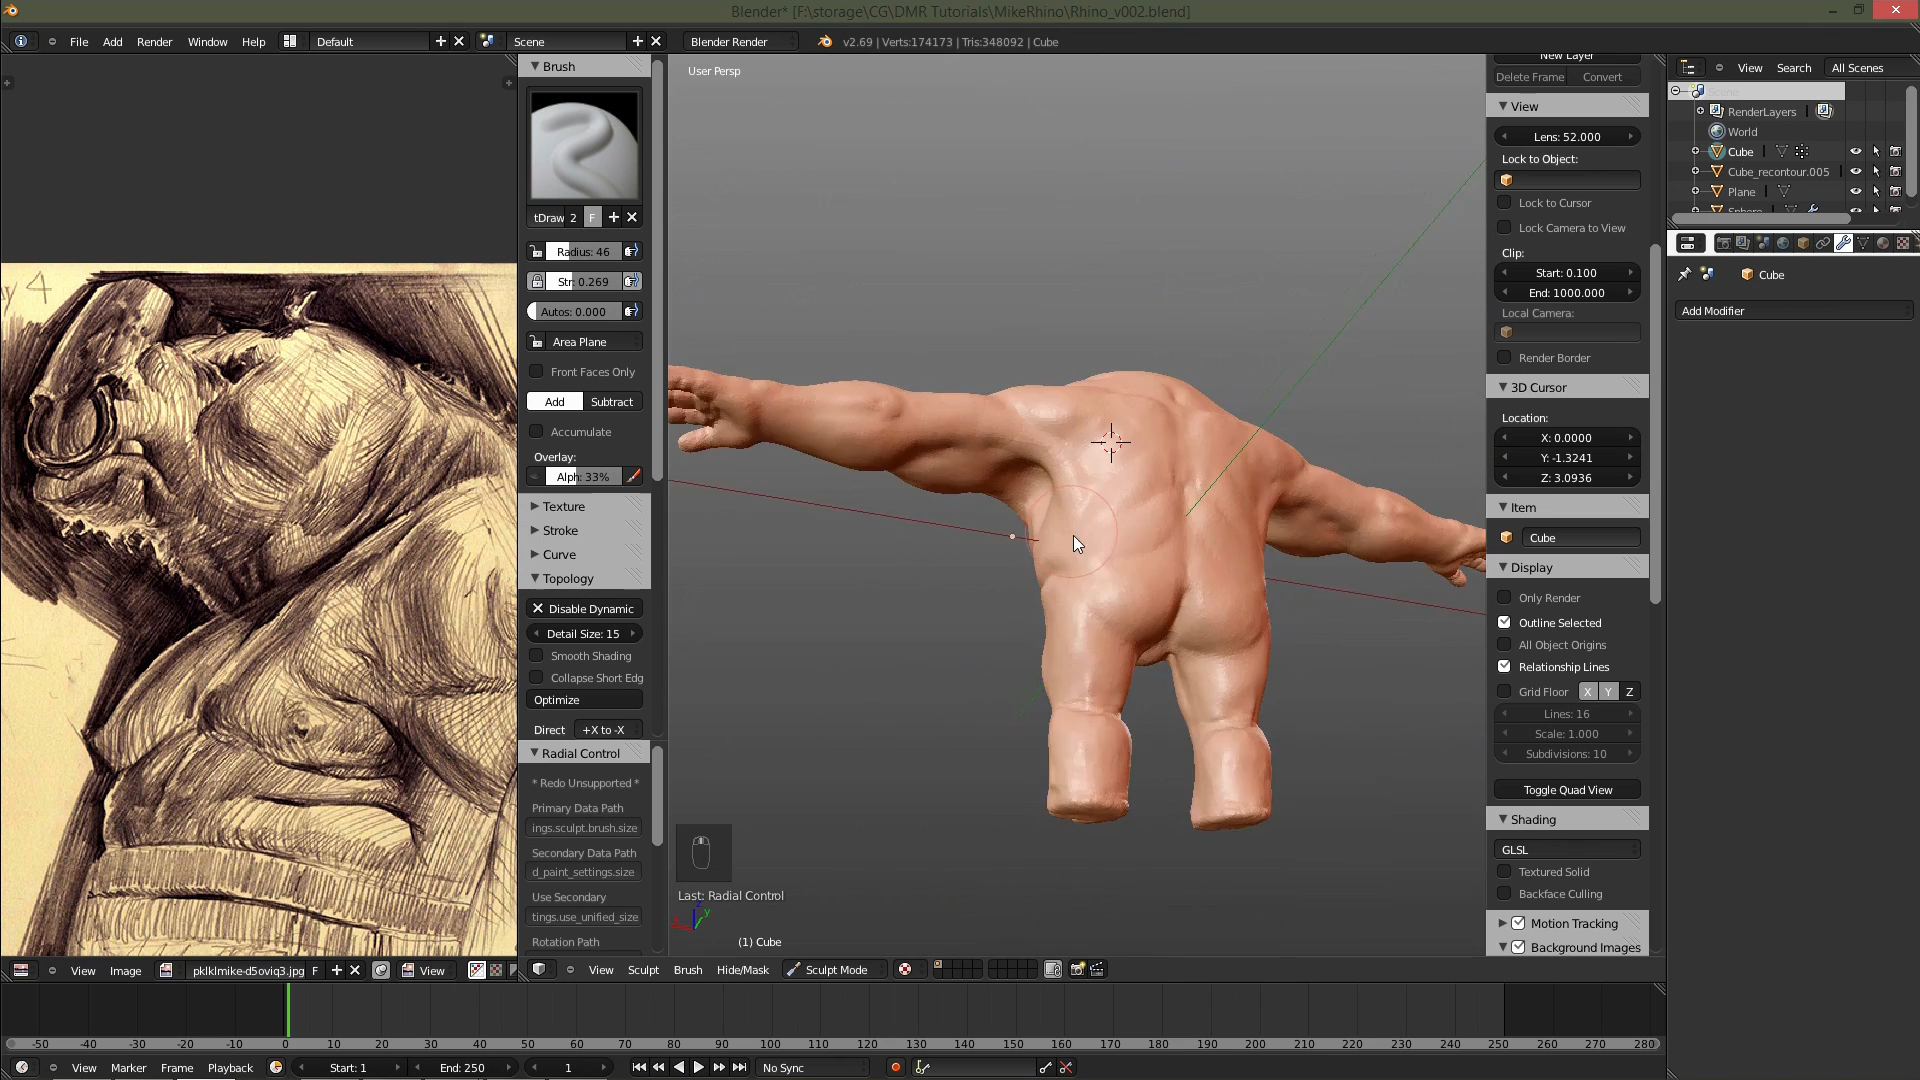 Blender* [F:\storage\CG\DMR Tutorials\MikeRhino\Rhino_v002.blend]
File Add Render Window Help Default Scene Blender Render v2.69 | Verts:174173 | Tris:348092 | Cube
Brush
tDraw 2 F
Radius: 46
Str: 0.269
Autos: 0.000
Area Plane
Front Faces Only
Add Subtract
Accumulate
Overlay:
Alph: 33%
Texture
Stroke
Curve
Topology
Disable Dynamic
Detail Size: 15
Smooth Shading
Collapse Short Edg
Optimize
Direct +X to -X
Radial Control
* Redo Unsupported *
Primary Data Path
ings.sculpt.brush.size
Secondary Data Path
d_paint_settings.size
Use Secondary
tings.use_unified_size
Rotation Path
User Persp
Last: Radial Control
(1) Cube
New Layer
Delete Frame Convert
View
Lens: 52.000
Lock to Object:
Lock to Cursor
Lock Camera to View
Clip:
Start: 0.100
End: 1000.000
Local Camera:
Render Border
3D Cursor
Location:
X: 0.0000
Y: -1.3241
Z: 3.0936
Item
Cube
Display
Only Render
Outline Selected
All Object Origins
Relationship Lines
Grid Floor X Y Z
Lines: 16
Scale: 1.000
Subdivisions: 10
Toggle Quad View
Shading
GLSL
Textured Solid
Backface Culling
Motion Tracking
Background Images
View Search All Scenes
RenderLayers
World
Cube
Cube_recontour.005
Plane
Sphere
Cube
Add Modifier
View Image pklklmike-d5oviq3.jpg F View
View Sculpt Brush Hide/Mask Sculpt Mode
-50 -40 -30 -20 -10 0 10 20 30 40 50 60 70 80 90 100 110 120 130 140 150 160 170 180 190 200 210 220 230 240 250 260 270 280
View Marker Frame Playback Start: 1 End: 250 1 No Sync